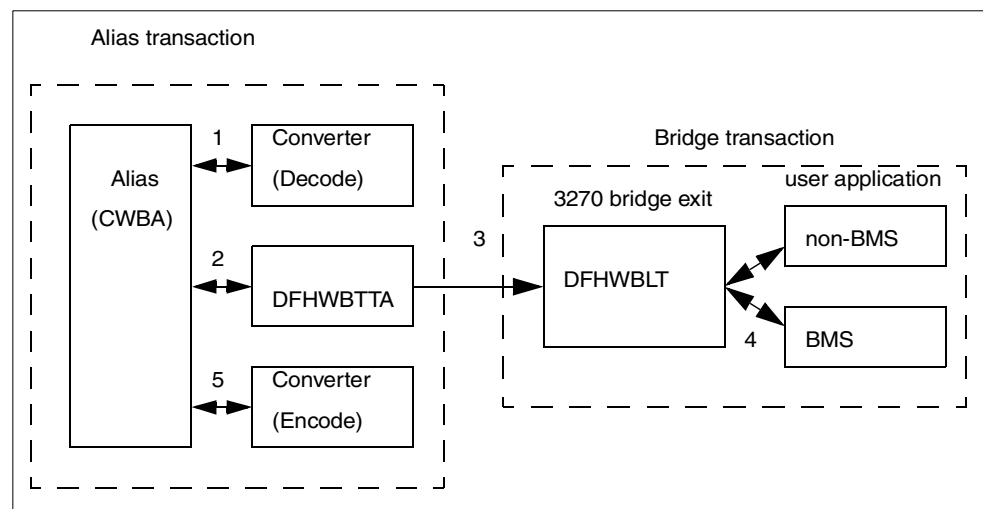 Alias transaction
1
Converter
(Decode)
Alias
(CWBA)
2
DFHWBTTA
5
Converter
(Encode)
3
Bridge transaction
user application
3270 bridge exit
DFHWBLT
non-BMS
4
BMS